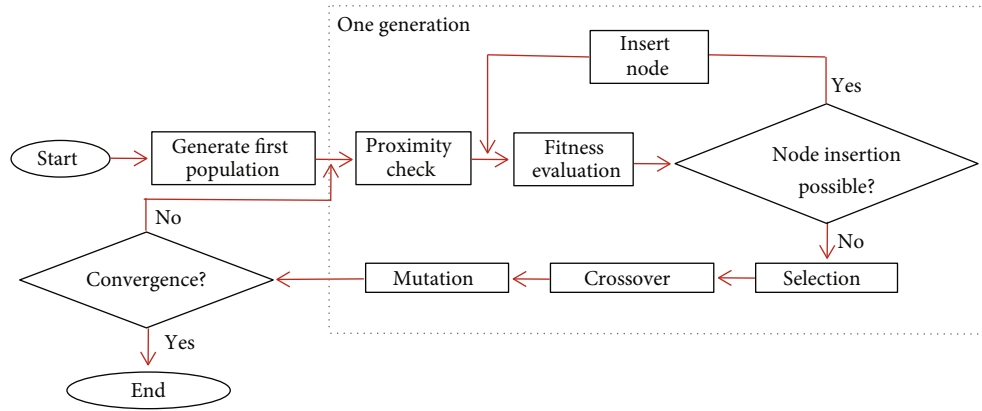 One generation
Insert
node
Yes
Start
Generate first
population
Proximity
check
Fitness
evaluation
Node insertion
possible?
No
No
Convergence?
Mutation
Crossover
Selection
Yes
End